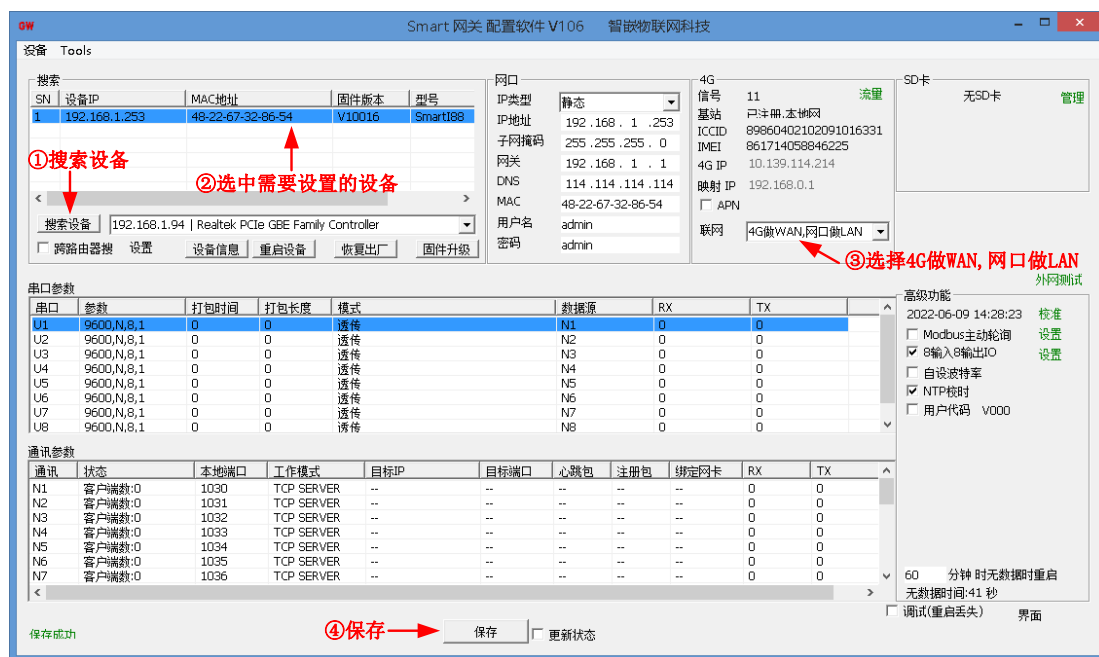 GW Smart 网关 配置软件 V106 智嵌物联网科技
设备 Tools
搜索
SN 设备IP MAC地址 固件版本 型号
1 192.168.1.253 48-22-67-32-86-54 V10016 SmartI88
①搜索设备
②选中需要设置的设备
搜索设备 192.168.1.94 | Realtek PCIe GBE Family Controller
跨路由器搜 设置 设备信息 重启设备 恢复出厂 固件升级
网口
IP类型 静态
IP地址 192.168. 1 .253
子网掩码 255.255.255. 0
网关 192.168. 1 . 1
DNS 114.114.114.114
MAC 48-22-67-32-86-54
用户名 admin
密码 admin
4G
信号 11 流量
基站 已注册.本地网
ICCID 89860402102091016331
IMEI 861714058846225
4G IP 10.139.114.214
映射 IP 192.168.0.1
APN
联网 4G做WAN,网口做LAN
③选择4G做WAN,网口做LAN
SD卡
无SD卡 管理
外网测试
串口参数
串口 参数 打包时间 打包长度 模式 数据源 RX TX
U1 9600,N,8,1 0 0 透传 N1 0 0
U2 9600,N,8,1 0 0 透传 N2 0 0
U3 9600,N,8,1 0 0 透传 N3 0 0
U4 9600,N,8,1 0 0 透传 N4 0 0
U5 9600,N,8,1 0 0 透传 N5 0 0
U6 9600,N,8,1 0 0 透传 N6 0 0
U7 9600,N,8,1 0 0 透传 N7 0 0
U8 9600,N,8,1 0 0 透传 N8 0 0
高级功能
2022-06-09 14:28:23 校准
Modbus主动轮询 设置
8输入8输出IO 设置
自设波特率
NTP校时
用户代码 V000
通讯参数
通讯 状态 本地端口 工作模式 目标IP 目标端口 心跳包 注册包 绑定网卡 RX TX
N1 客户端数:0 1030 TCP SERVER -- -- -- -- -- 0 0
N2 客户端数:0 1031 TCP SERVER -- -- -- -- -- 0 0
N3 客户端数:0 1032 TCP SERVER -- -- -- -- -- 0 0
N4 客户端数:0 1033 TCP SERVER -- -- -- -- -- 0 0
N5 客户端数:0 1034 TCP SERVER -- -- -- -- -- 0 0
N6 客户端数:0 1035 TCP SERVER -- -- -- -- -- 0 0
N7 客户端数:0 1036 TCP SERVER -- -- -- -- -- 0 0
60 分钟 时无数据时重启
无数据时间:41 秒
调试(重启丢失) 界面
保存成功
④保存
保存 更新状态